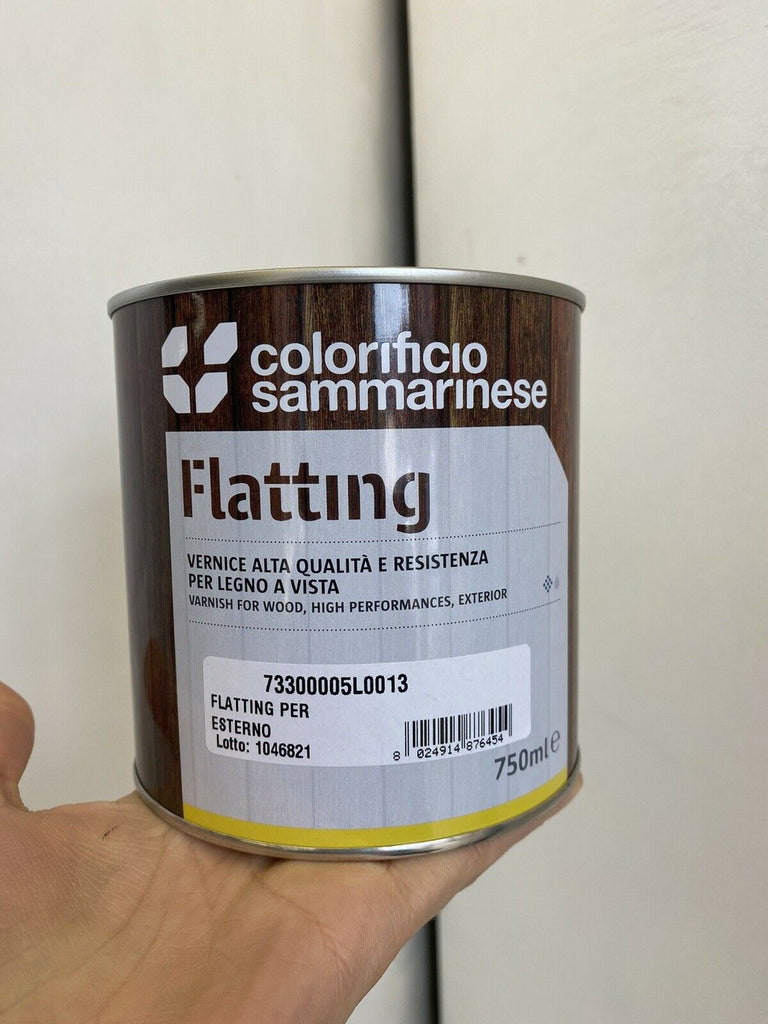 colorificio
sammarinese
Flatting
VERNICE ALTA QUALITÀ E RESISTENZA
PER LEGNO A VISTA
VARNISH FOR WOOD, HIGH PERFORMANCES, EXTERIOR
73300005L0013
FLATTING PER
ESTERNO
Lotto: 1046821
8 024914 876454
750ml e